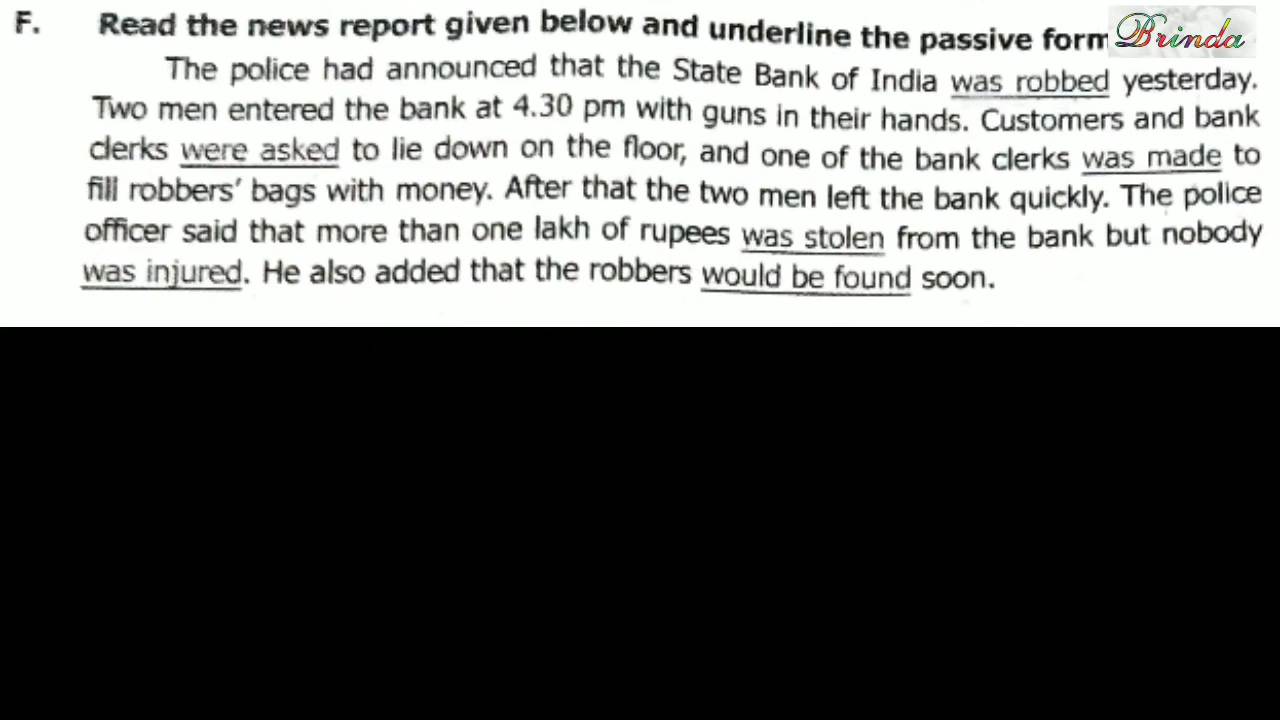 F. Read the news report given below and underline the passive form
Brinda
The police had announced that the State Bank of India was robbed yesterday.
Two men entered the bank at 4.30 pm with guns in their hands. Customers and bank
clerks were asked to lie down on the floor, and one of the bank clerks was made to
fill robbers' bags with money. After that the two men left the bank quickly. The police
officer said that more than one lakh of rupees was stolen from the bank but nobody
was injured. He also added that the robbers would be found soon.